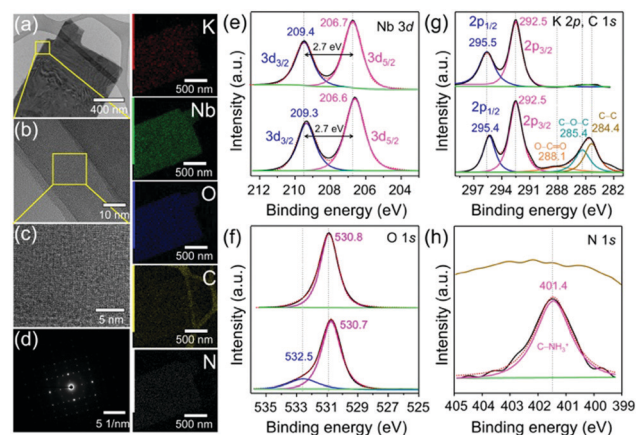 (a)
400 nm
(b)
10 nm
(c)
5 nm
(d)
5 1/nm
K
500 nm
Nb
500 nm
O
500 nm
C
500 nm
N
500 nm
(e)
Nb 3d
209.4
206.7
3d3/2
3d5/2
2.7 eV
209.3
206.6
3d3/2
3d5/2
2.7 eV
Intensity (a.u.)
212 210 208 206 204
Binding energy (eV)
(f)
O 1s
530.8
530.7
532.5
Intensity (a.u.)
535 533 531 529 527 525
Binding energy (eV)
(g)
K 2p, C 1s
2p1/2
295.5
292.5
2p3/2
2p1/2
295.4
292.5
2p3/2
O–C=O
288.1
C–O–C
285.4
C–C
284.4
Intensity (a.u.)
297 294 291 288 285 282
Binding energy (eV)
(h)
N 1s
401.4
C–NH3+
Intensity (a.u.)
405 404 403 402 401 400 399
Binding energy (eV)